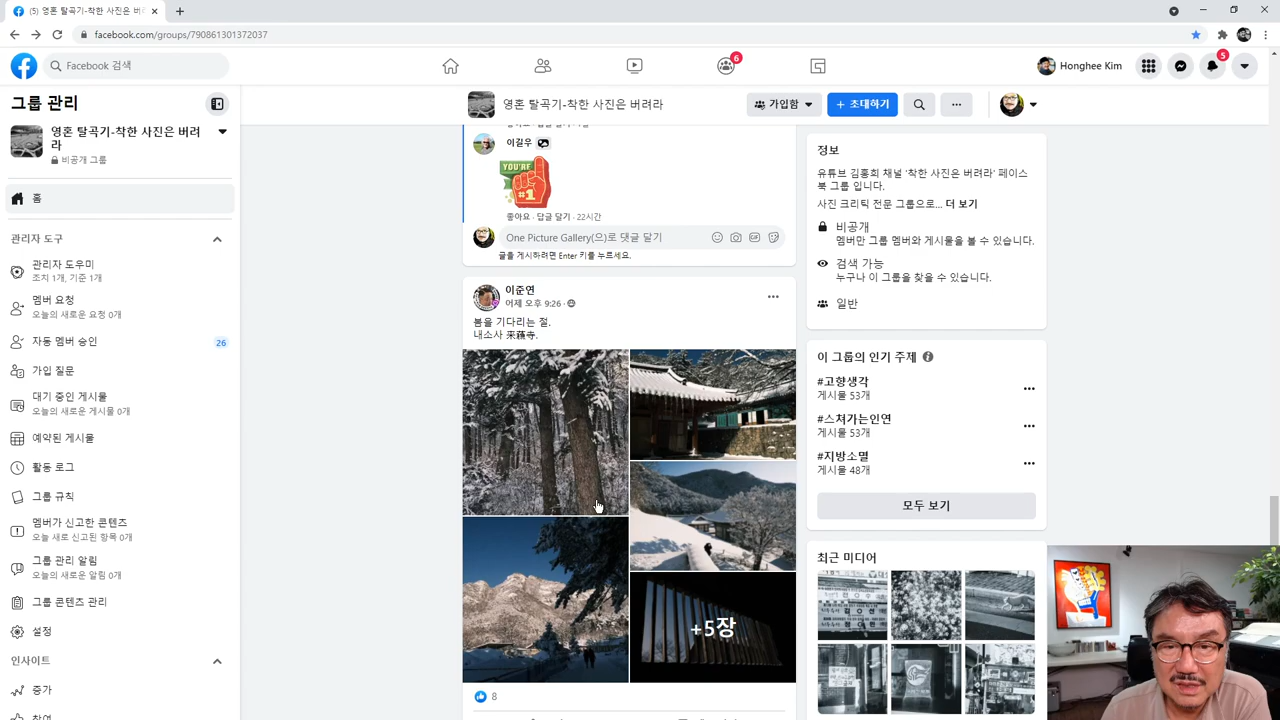 (5) 영혼 탈곡기-착한 사진은 버려
facebook.com/groups/790861301372037
Facebook 검색
6
Honghee Kim
5
그룹 관리
영혼 탈곡기-착한 사진은 버려라
가입함
+ 초대하기
영혼 탈곡기-착한 사진은 버려
라
비공개 그룹
홈
관리자 도구
관리자 도우미
조치 1개, 기준 1개
멤버 요청
오늘의 새로운 요청 0개
자동 멤버 승인
26
가입 질문
대기 중인 게시물
오늘의 새로운 게시물 0개
예약된 게시물
활동 로그
그룹 규칙
멤버가 신고한 콘텐츠
오늘 새로 신고된 항목 0개
그룹 관리 알림
오늘의 새로운 알림 0개
그룹 콘텐츠 관리
설정
인사이트
증가
참여
이길우
YOU'RE
#1
좋아요 · 답글 달기 · 22시간
One Picture Gallery(으)로 댓글 달기
GIF
글을 게시하려면 Enter 키를 누르세요.
이준연
어제 오후 9:26
봄을 기다리는 절.
내소사 来蘓寺.
+5장
8
정보
유튜브 김홍희 채널 '착한 사진은 버려라' 페이스
북 그룹 입니다.
사진 크리틱 전문 그룹으로... 더 보기
비공개
멤버만 그룹 멤버와 게시물을 볼 수 있습니다.
검색 가능
누구나 이 그룹을 찾을 수 있습니다.
일반
이 그룹의 인기 주제
#고향생각
게시물 53개
#스쳐가는인연
게시물 53개
#지방소멸
게시물 48개
모두 보기
최근 미디어